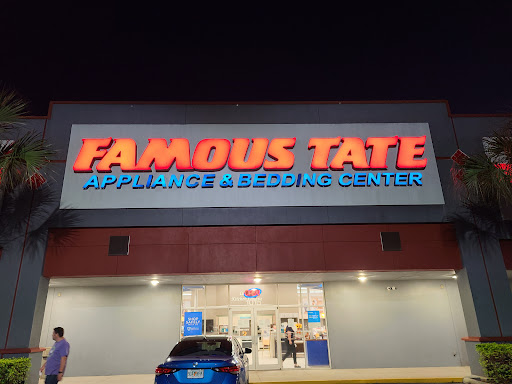 FAMOUS TATE
APPLIANCE & BEDDING CENTER